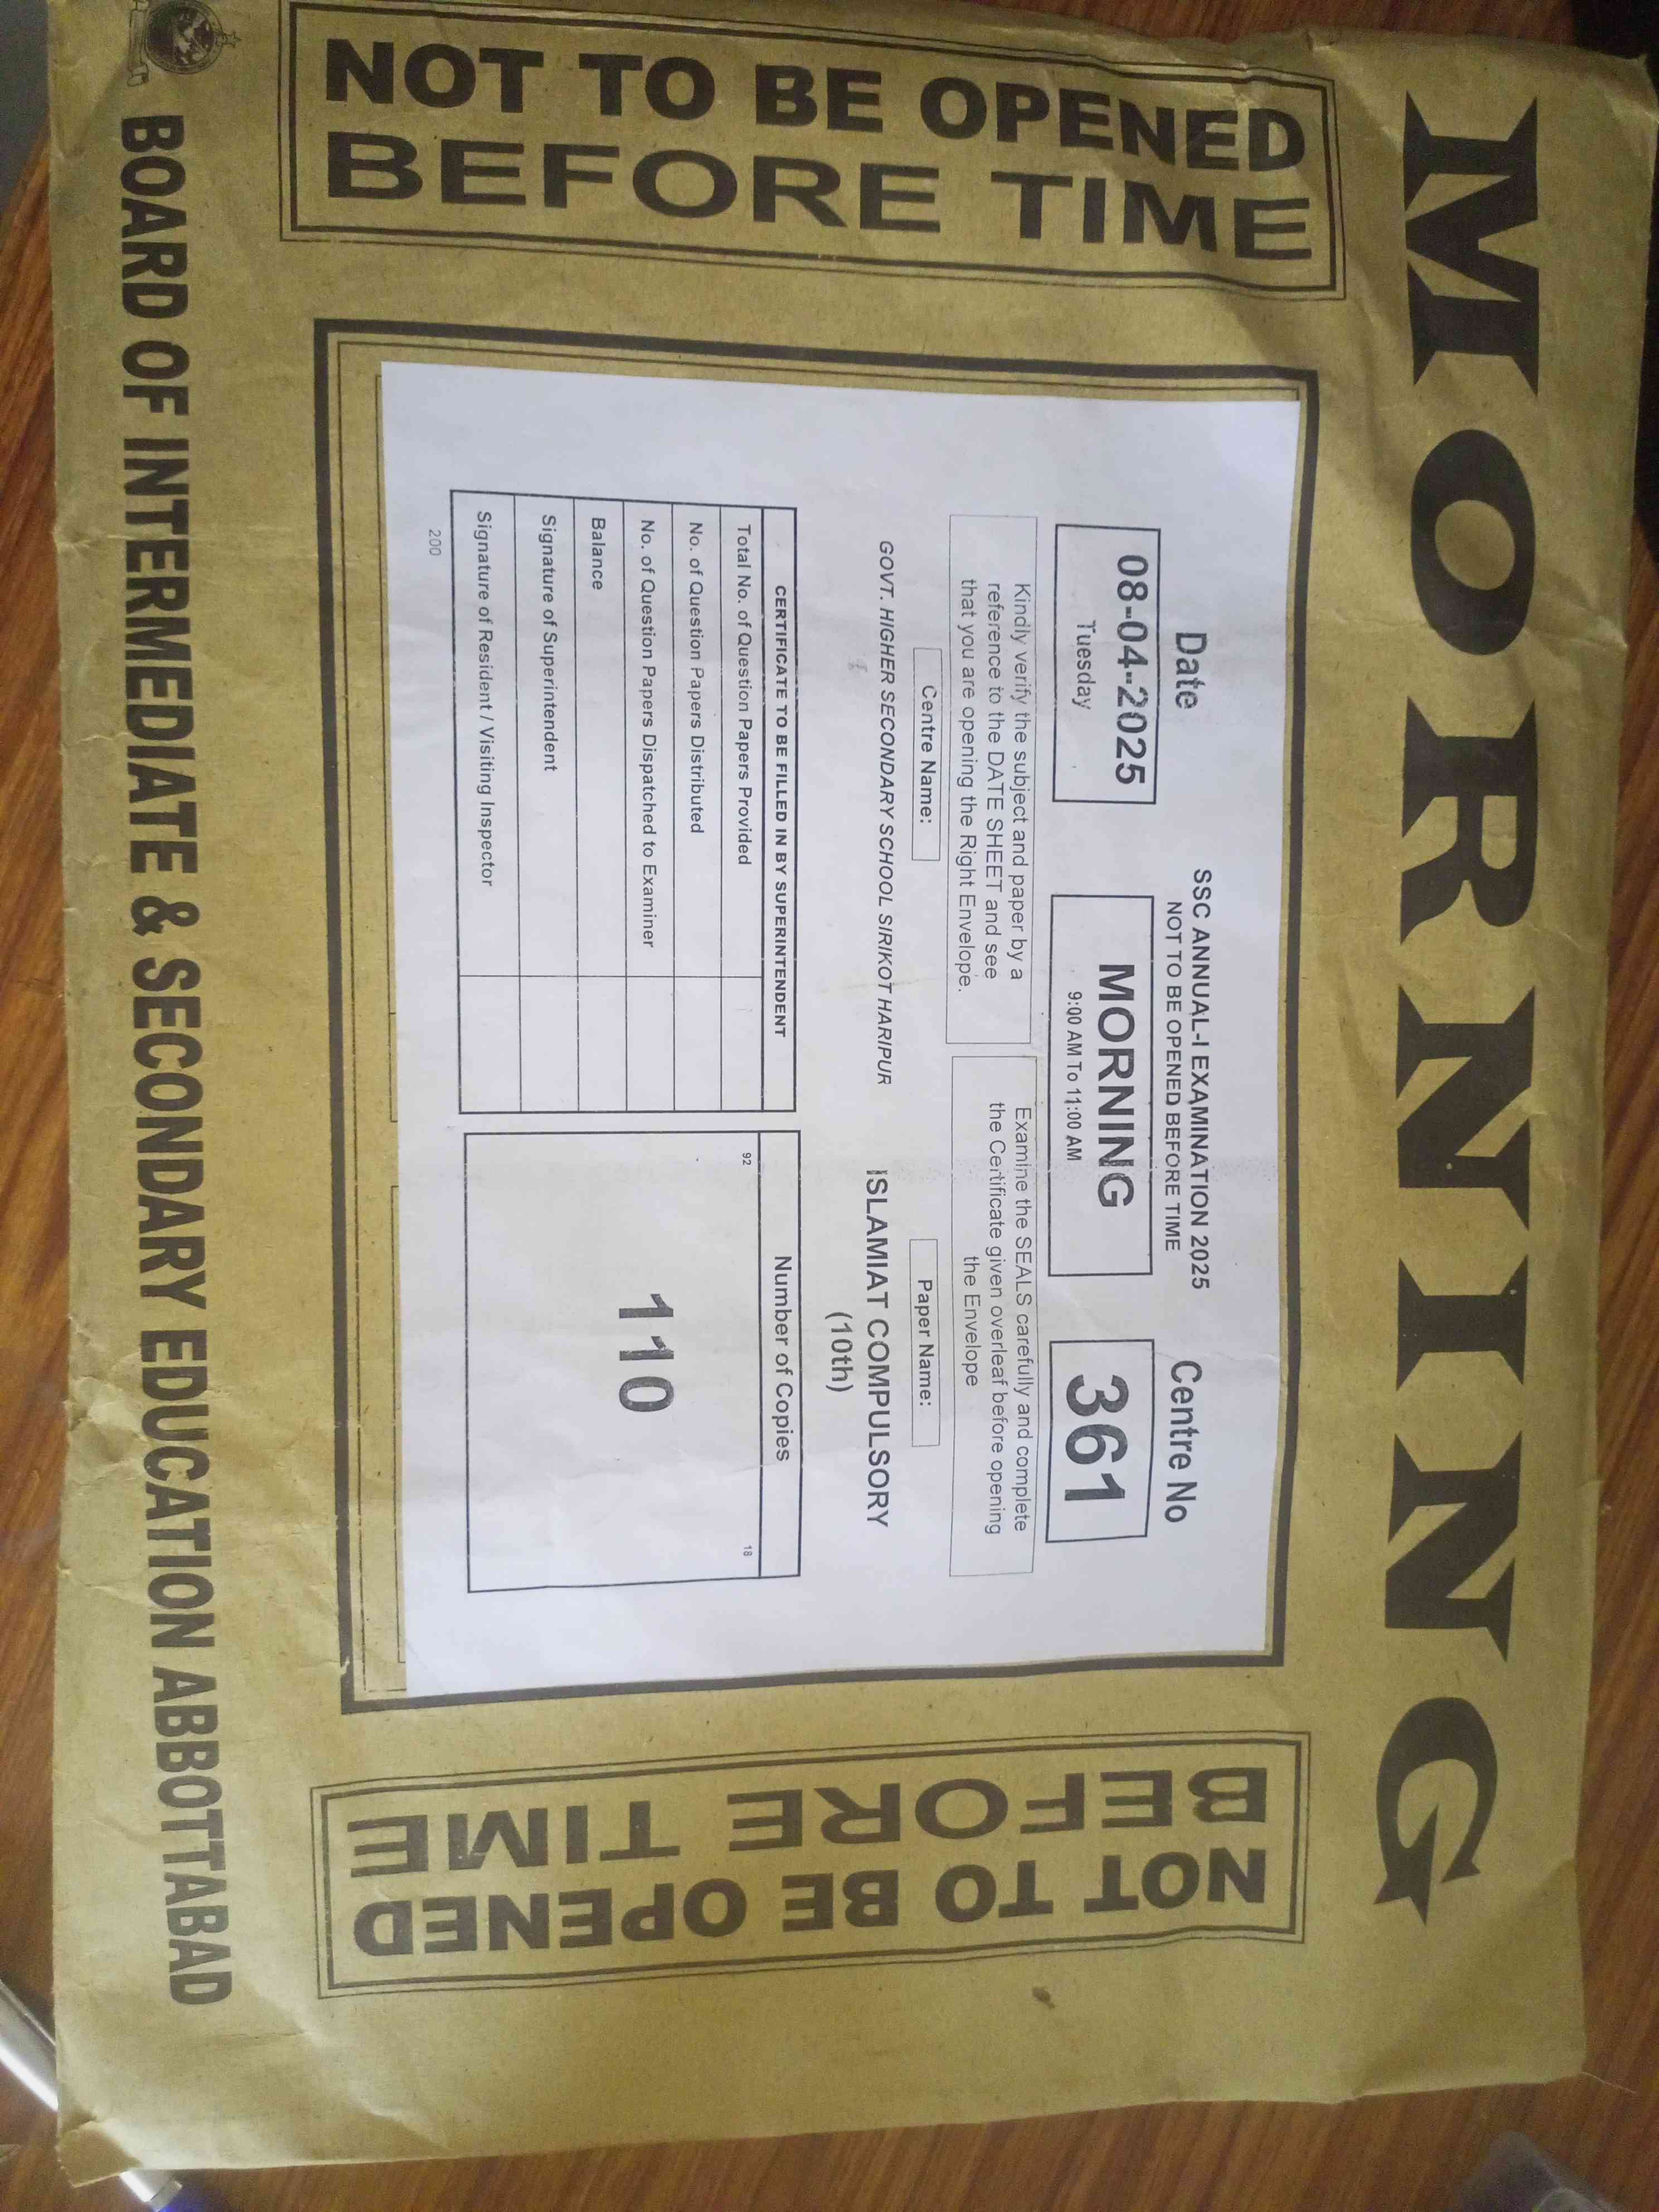 MORNING
NOT TO BE OPENED
BEFORE TIME
SSC ANNUAL-I EXAMINATION 2025
NOT TO BE OPENED BEFORE TIME
Date
08-04-2025
Tuesday
MORNING
9:00 AM To 11:00 AM
Centre No
361
Kindly verify the subject and paper by a
reference to the DATE SHEET and see
that you are opening the Right Envelope.
Examine the SEALS carefully and complete
the Certificate given overleaf before opening
the Envelope
Centre Name:
GOVT. HIGHER SECONDARY SCHOOL SIRIKOT HARIPUR
Paper Name:
ISLAMIAT COMPULSORY
(10th)
CERTIFICATE TO BE FILLED IN BY SUPERINTENDENT
Total No. of Question Papers Provided
No. of Question Papers Distributed
No. of Question Papers Dispatched to Examiner
Balance
Signature of Superintendent
Signature of Resident / Visiting Inspector
200
Number of Copies
92
18
110
NOT TO BE OPENED
BEFORE TIME
BOARD OF INTERMEDIATE & SECONDARY EDUCATION ABBOTTABAD